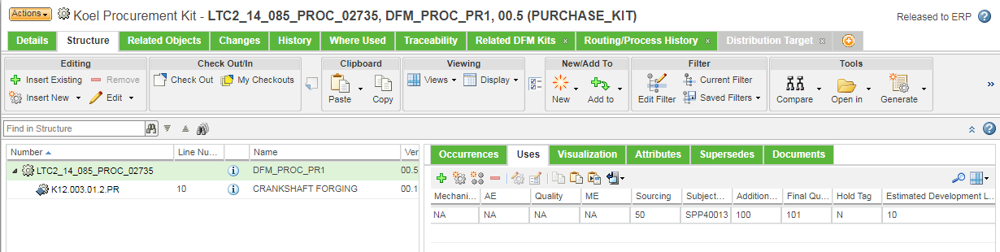 Actions Koel Procurement Kit - LTC2_14_085_PROC_02735, DFM_PROC_PR1, 00.5 (PURCHASE_KIT) Released to ERP
Details Structure Related Objects Changes History Where Used Traceability Related DFM Kits Routing/Process History Distribution Target
Editing Check Out/In Clipboard Viewing New/Add To Filter Tools
Insert Existing Remove Check Out My Checkouts Views Display Current Filter
Insert New Edit Paste Copy New Add to Edit Filter Saved Filters Compare Open in Generate
Find in Structure
Number Line Nu... Name Ver
LTC2_14_085_PROC_02735 DFM_PROC_PR1 00.5
K12.003.01.2.PR 10 CRANKSHAFT FORGING 00.1
Occurrences Uses Visualization Attributes Supersedes Documents
Mechani... AE Quality ME Sourcing Subject... Addition... Final Qu... Hold Tag Estimated Development L...
NA NA NA NA 50 SPP40013 100 101 N 10